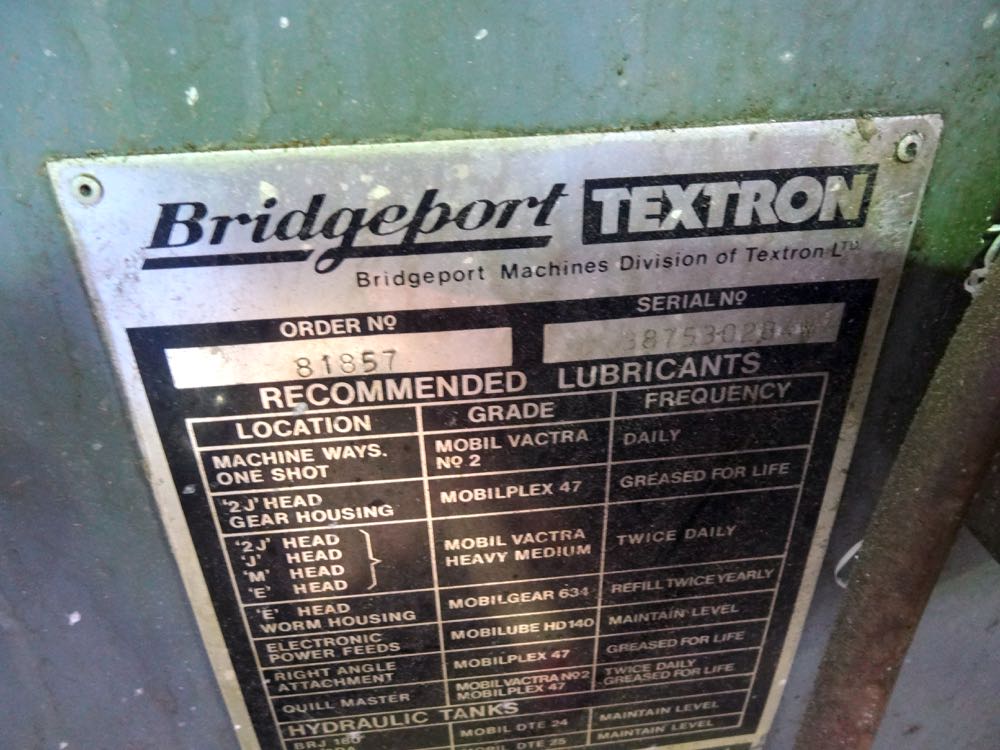 Bridgeport TEXTRON
Bridgeport Machines Division of Textron LTD
ORDER Nº SERIAL Nº
81857
RECOMMENDED LUBRICANTS
LOCATION GRADE FREQUENCY
MACHINE WAYS. ONE SHOT MOBIL VACTRA Nº 2 DAILY
'2J' HEAD GEAR HOUSING MOBILPLEX 47 GREASED FOR LIFE
'2J' HEAD
'J' HEAD
'M' HEAD
'E' HEAD
MOBIL VACTRA HEAVY MEDIUM TWICE DAILY
'E' HEAD WORM HOUSING MOBILGEAR 634 REFILL TWICE YEARLY
ELECTRONIC POWER FEEDS MOBILUBE HD140 MAINTAIN LEVEL
RIGHT ANGLE ATTACHMENT MOBILPLEX 47 GREASED FOR LIFE
QUILL MASTER MOBIL VACTRA Nº2 MOBILPLEX 47 TWICE DAILY GREASED FOR LIFE
HYDRAULIC TANKS
BRJ 180 MOBIL DTE 24 MAINTAIN LEVEL
MOBIL DTE 25 MAINTAIN LEVEL